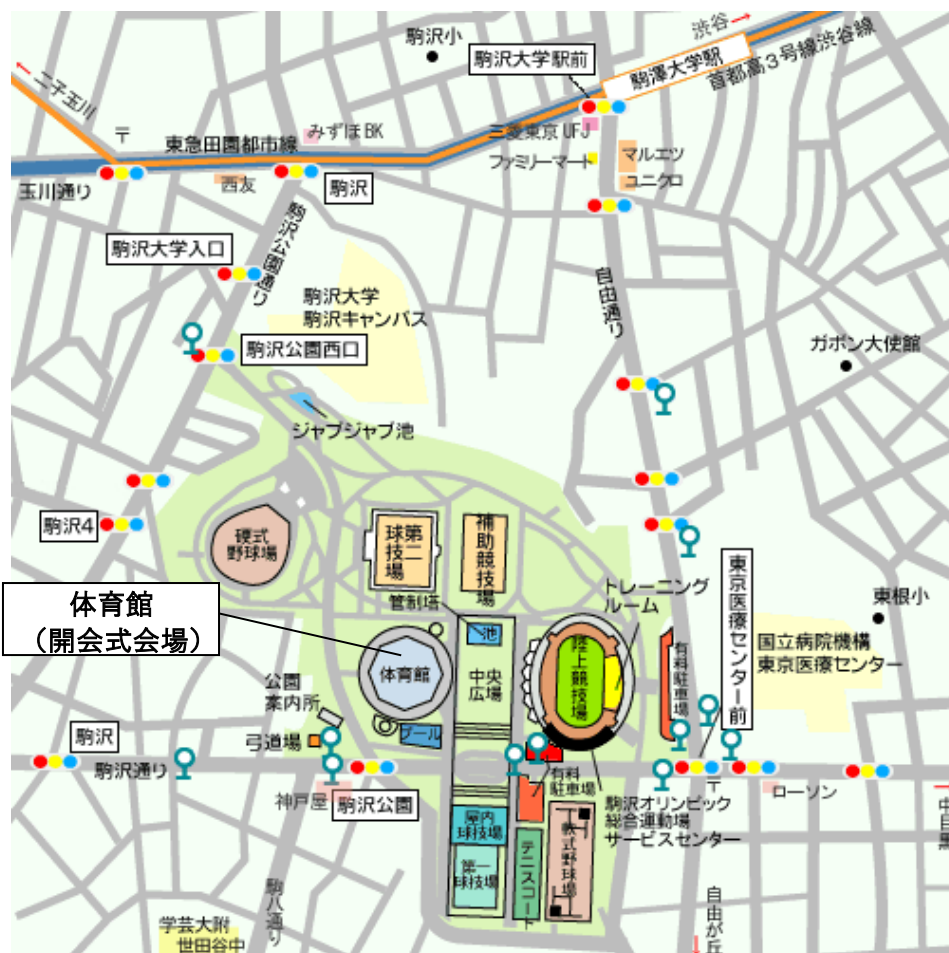 渋谷
駒沢小
駒沢大学駅前
駒澤大学駅
首都高3号線渋谷線
二子玉川
〒
東急田園都市線
みずほBK
三菱東京UFJ
ファミリーマート
マルエツ
ユニクロ
玉川通り
西友
駒沢
駒沢公園通り
駒沢大学入口
自由通り
駒沢大学
駒沢キャンパス
駒沢公園西口
ガボン大使館
ジャブジャブ池
駒沢4
硬式
野球場
第二
球技場
補助競技場
トレーニング
ルーム
東京医療センター前
体育館
(開会式会場)
管制塔
池
東根小
国立病院機構
東京医療センター
体育館
中央
広場
陸上競技場
有料駐車場
公園
案内所
プール
弓道場
駒沢
駒沢通り
有料
駐車場
〒
神戸屋
駒沢公園
ローソン
駒沢オリンピック
総合運動場
サービスセンター
中目黒
屋内
球技場
第一
球技場
テニスコート
軟式野球場
駒八通り
自由が丘
学芸大附
世田谷中